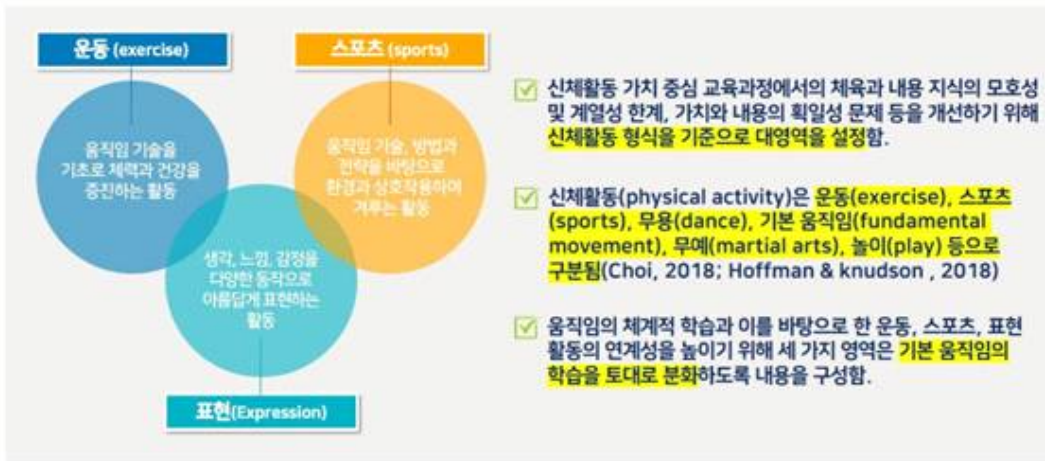 운동 (exercise)
움직임 기술을
기초로 체력과 건강을
증진하는 활동
스포츠 (sports)
움직임 기술, 방법과
전략을 바탕으로
환경과 상호작용하며
겨루는 활동
생각, 느낌, 감정을
다양한 동작으로
아름답게 표현하는
활동
표현(Expression)
신체활동 가치 중심 교육과정에서의 체육과 내용 지식의 모호성
및 계열성 한계, 가치와 내용의 획일성 문제 등을 개선하기 위해
신체활동 형식을 기준으로 대영역을 설정함.
신체활동(physical activity)은 운동(exercise), 스포츠
(sports), 무용(dance), 기본 움직임(fundamental
movement), 무예(martial arts), 놀이(play) 등으로
구분됨(Choi, 2018; Hoffman & knudson , 2018)
움직임의 체계적 학습과 이를 바탕으로 한 운동, 스포츠, 표현
활동의 연계성을 높이기 위해 세 가지 영역은 기본 움직임의
학습을 토대로 분화하도록 내용을 구성함.